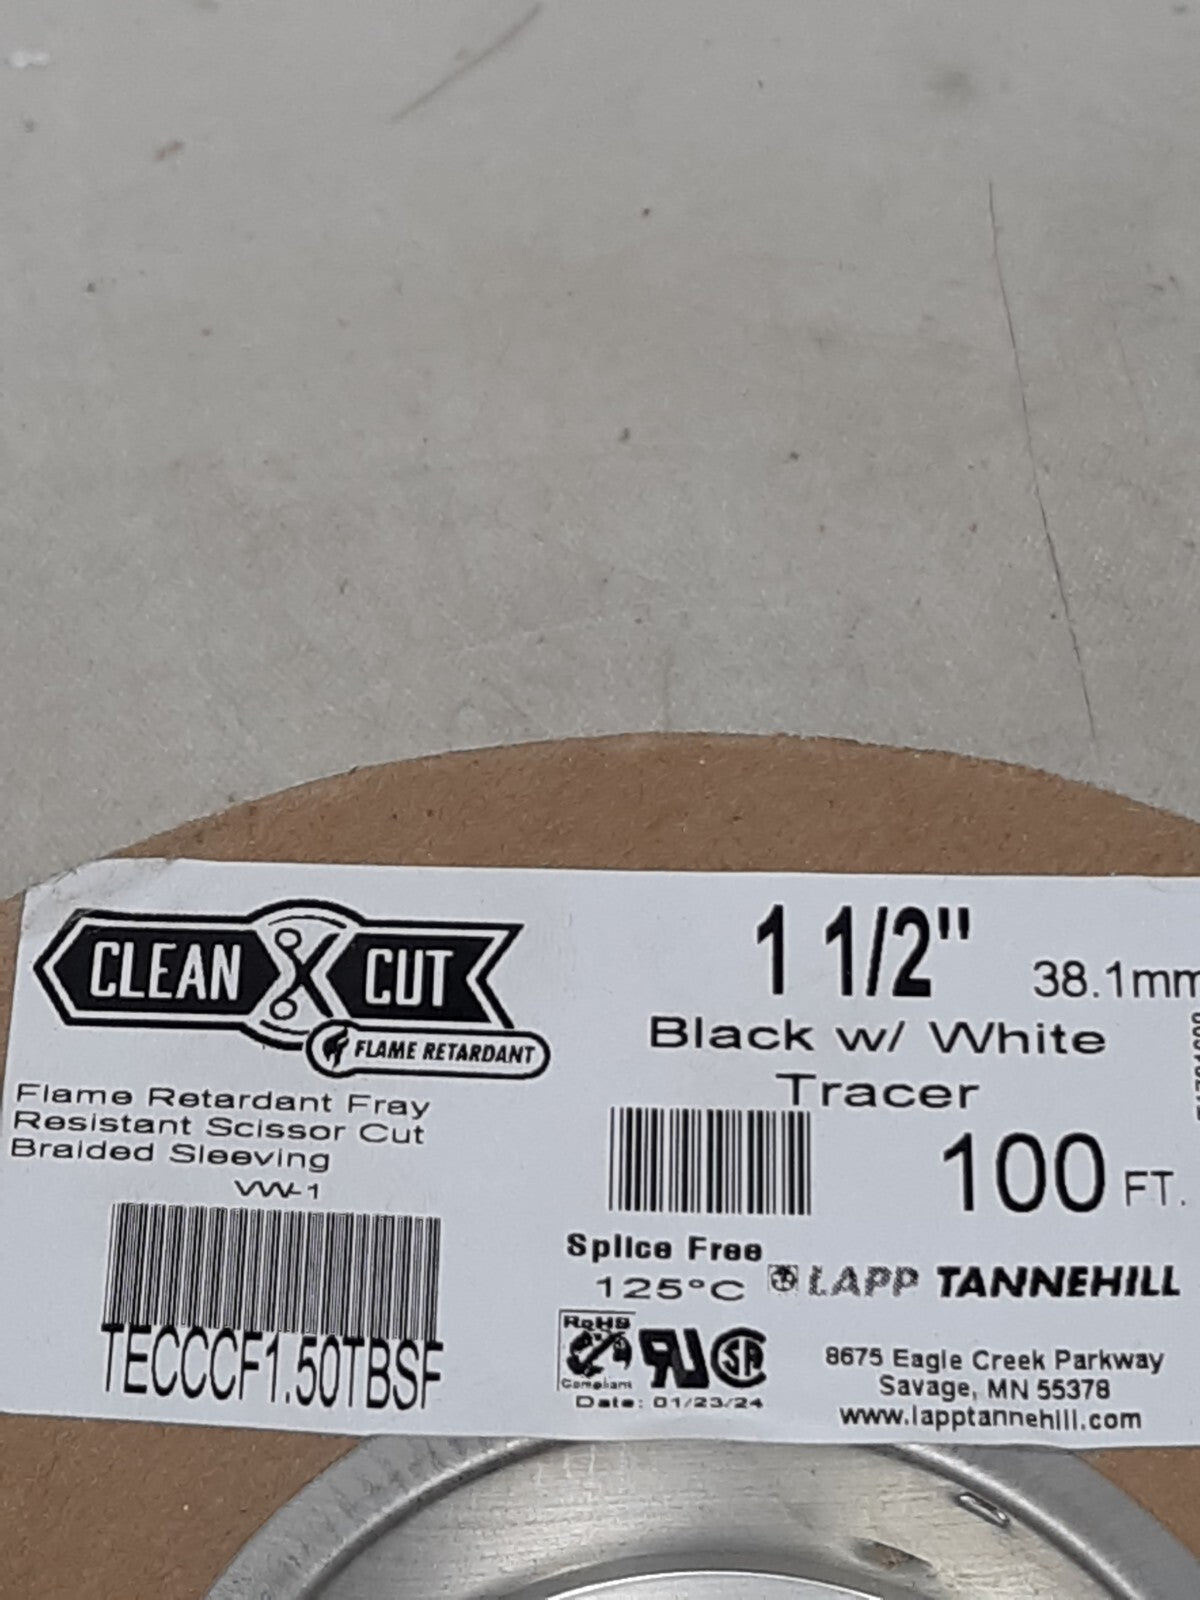 CLEAN CUT
FLAME RETARDANT
Flame Retardant Fray
Resistant Scissor Cut
Braided Sleeving
VW-1
TECCCF1.50TBSF
1 1/2" 38.1mm
Black w/ White
Tracer
100 FT.
Splice Free
125°C
LAPP TANNEHILL
RoHS
Compliant
Date: 01/23/24
8675 Eagle Creek Parkway
Savage, MN 55378
www.lapptannehill.com